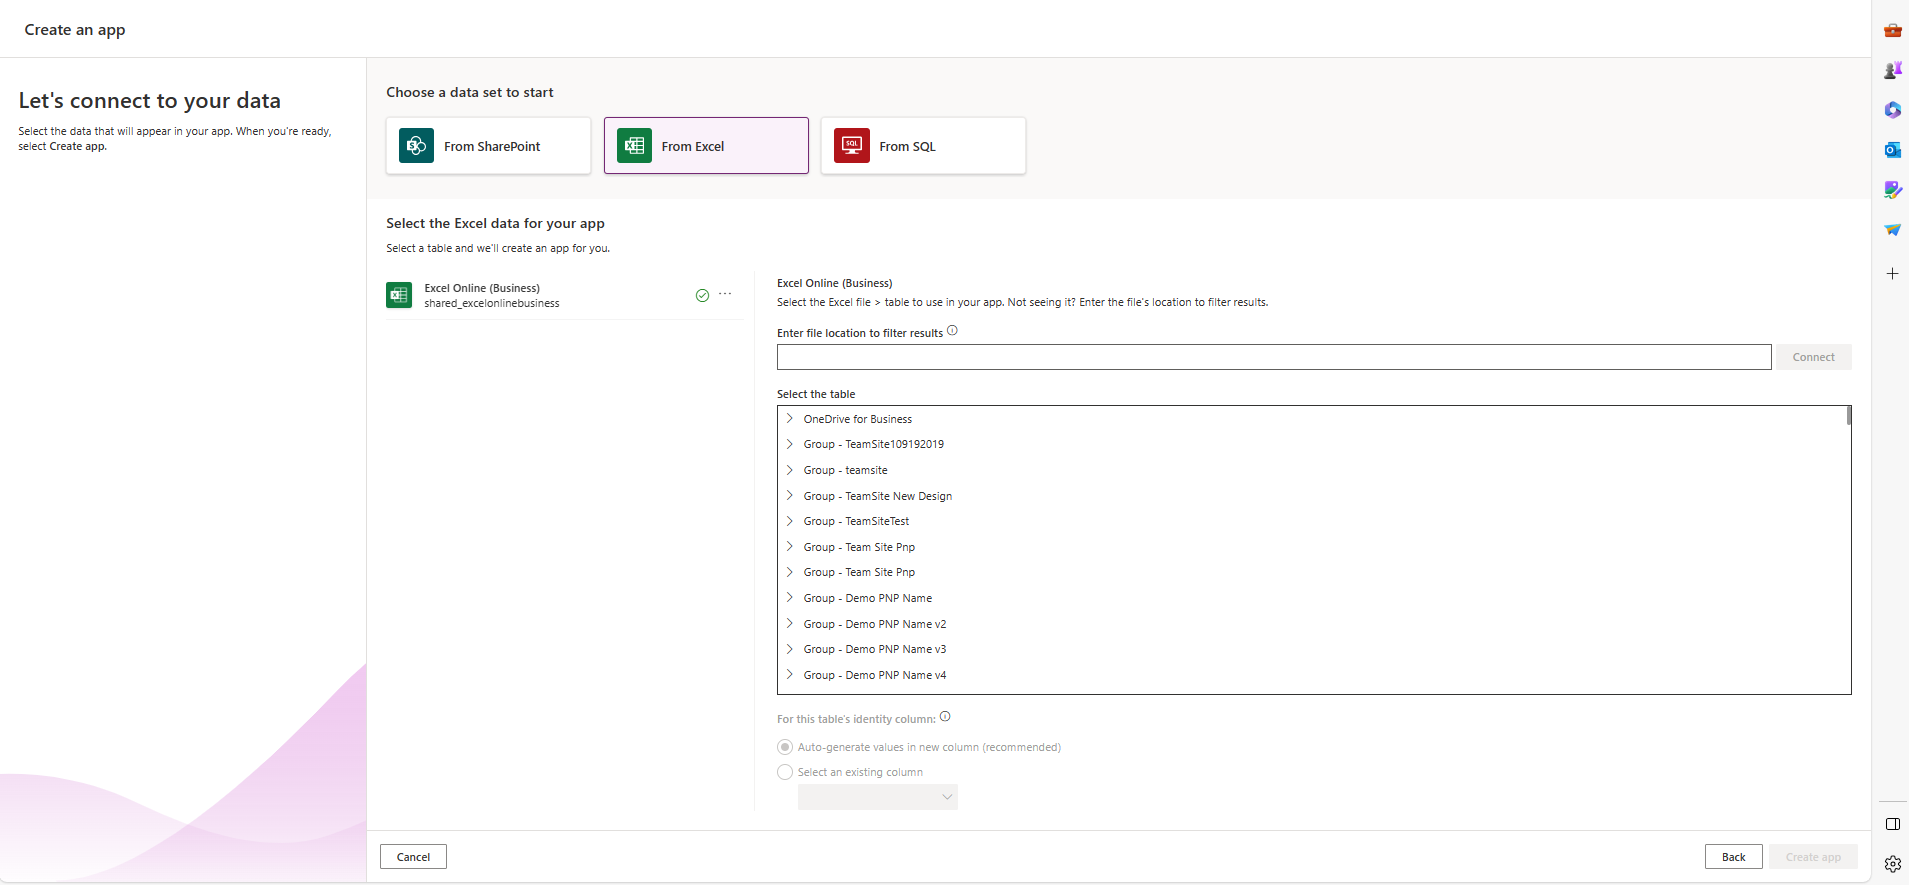 Create an app
Let's connect to your data
Select the data that will appear in your app. When you're ready,
select Create app.
Choose a data set to start
From SharePoint
From Excel
SQL
From SQL
Select the Excel data for your app
Select a table and we'll create an app for you.
Excel Online (Business)
shared_excelonlinebusiness
...
Excel Online (Business)
Select the Excel file > table to use in your app. Not seeing it? Enter the file's location to filter results.
Enter file location to filter results
Connect
Select the table
OneDrive for Business
Group - TeamSite109192019
Group - teamsite
Group - TeamSite New Design
Group - TeamSiteTest
Group - Team Site Pnp
Group - Team Site Pnp
Group - Demo PNP Name
Group - Demo PNP Name v2
Group - Demo PNP Name v3
Group - Demo PNP Name v4
For this table's identity column:
Auto-generate values in new column (recommended)
Select an existing column
Cancel
Back
Create app